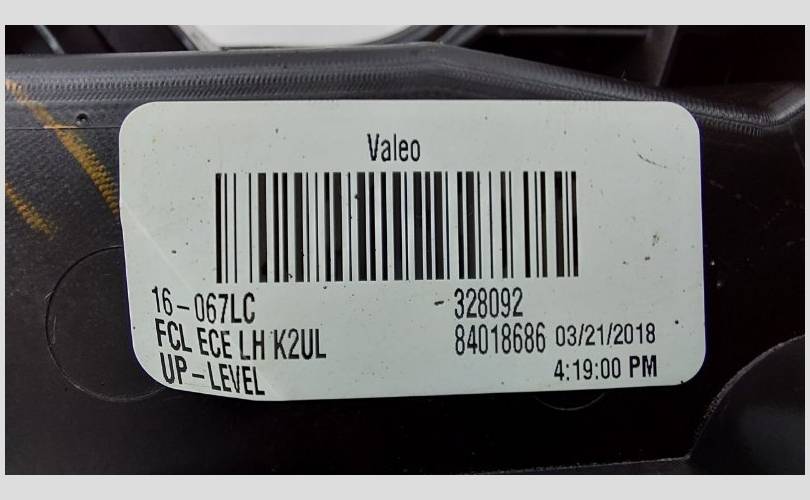 Valeo
16-067LC
FCL ECE LH K2UL
UP-LEVEL
328092
84018686 03/21/2018
4:19:00 PM